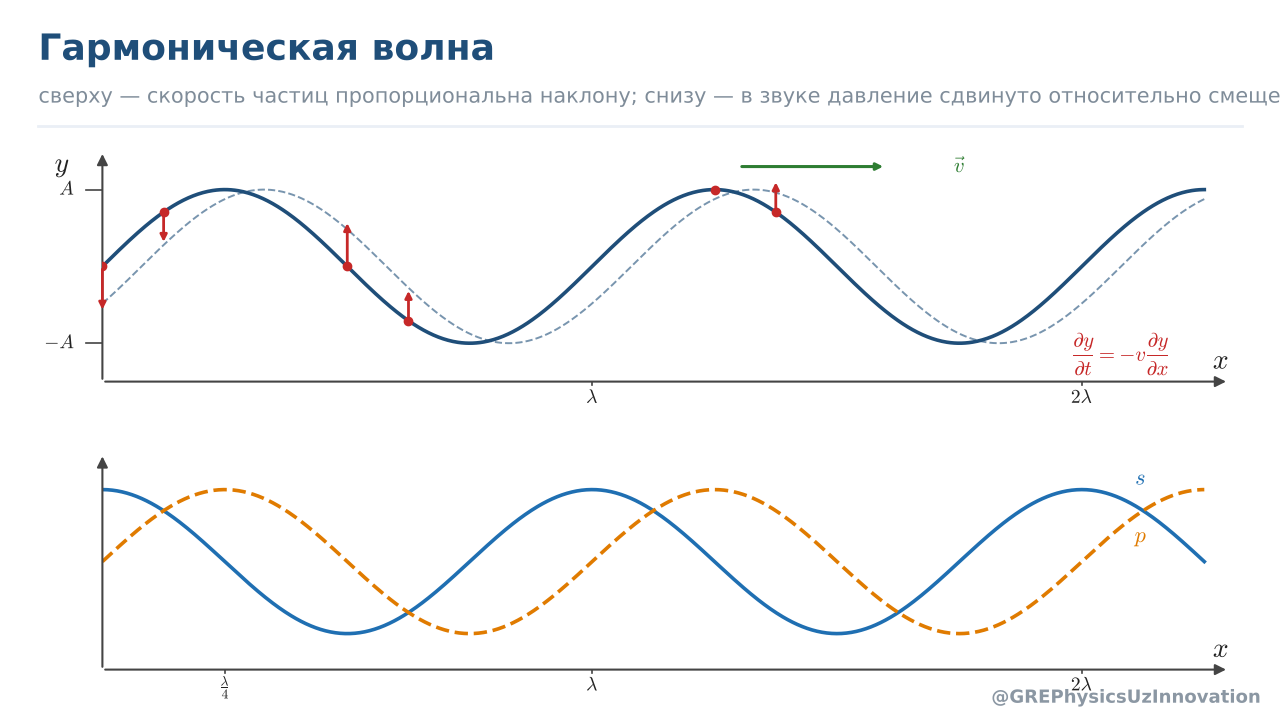 Гармоническая волна
сверху — скорость частиц пропорциональна наклону; снизу — в звуке давление сдвинуто относительно смеще
y
A
−A
v⃗
∂y/∂t = −v ∂y/∂x
x
λ
2λ
s
p
x
λ/4
λ
2λ
@GREPhysicsUzInnovation